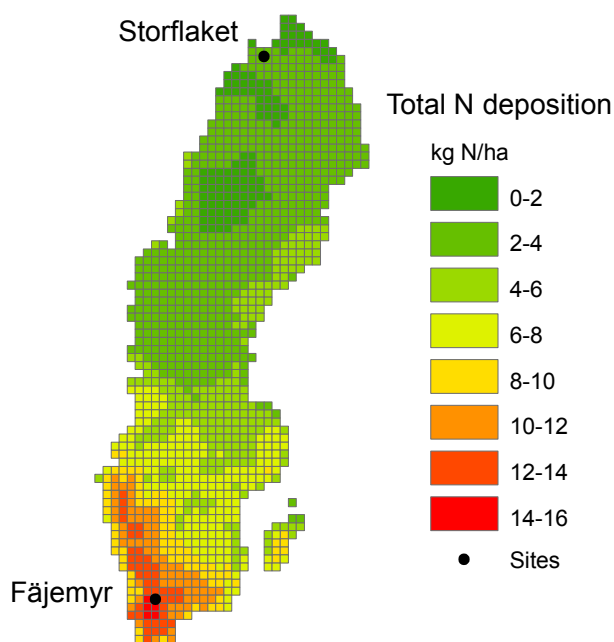 Storflaket
Total N deposition
kg N/ha
0-2
2-4
4-6
6-8
8-10
10-12
12-14
14-16
Sites
Fäjemyr